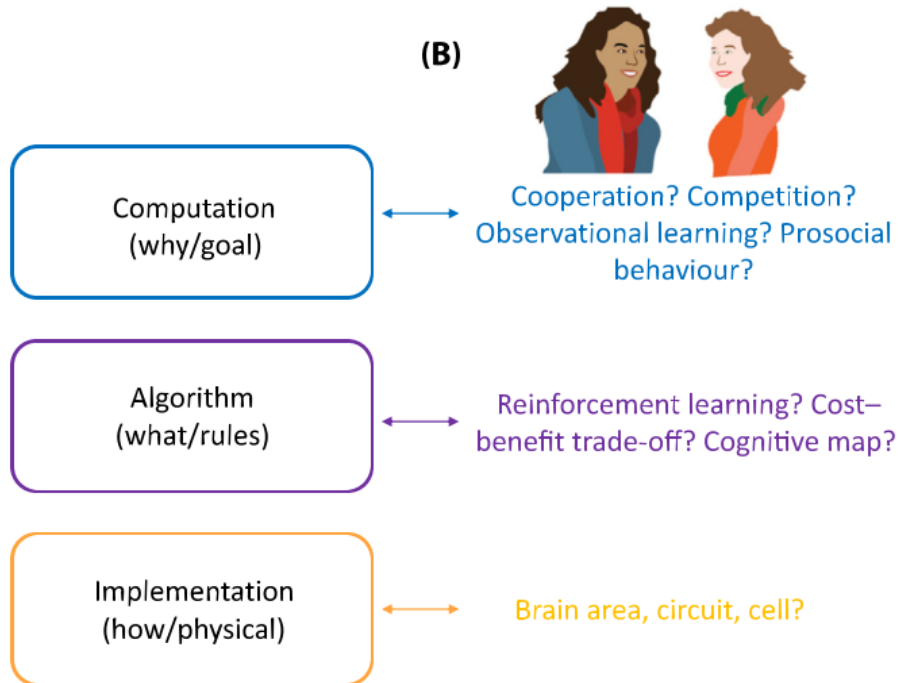 (B)
Computation
(why/goal)
Cooperation? Competition?
Observational learning? Prosocial
behaviour?
Algorithm
(what/rules)
Reinforcement learning? Cost–
benefit trade-off? Cognitive map?
Implementation
(how/physical)
Brain area, circuit, cell?